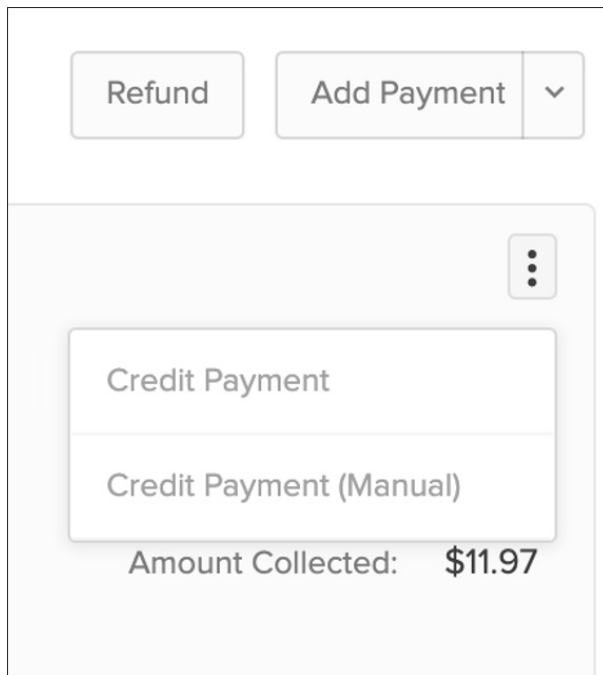 Refund Add Payment
Credit Payment
Credit Payment (Manual)
Amount Collected: $11.97